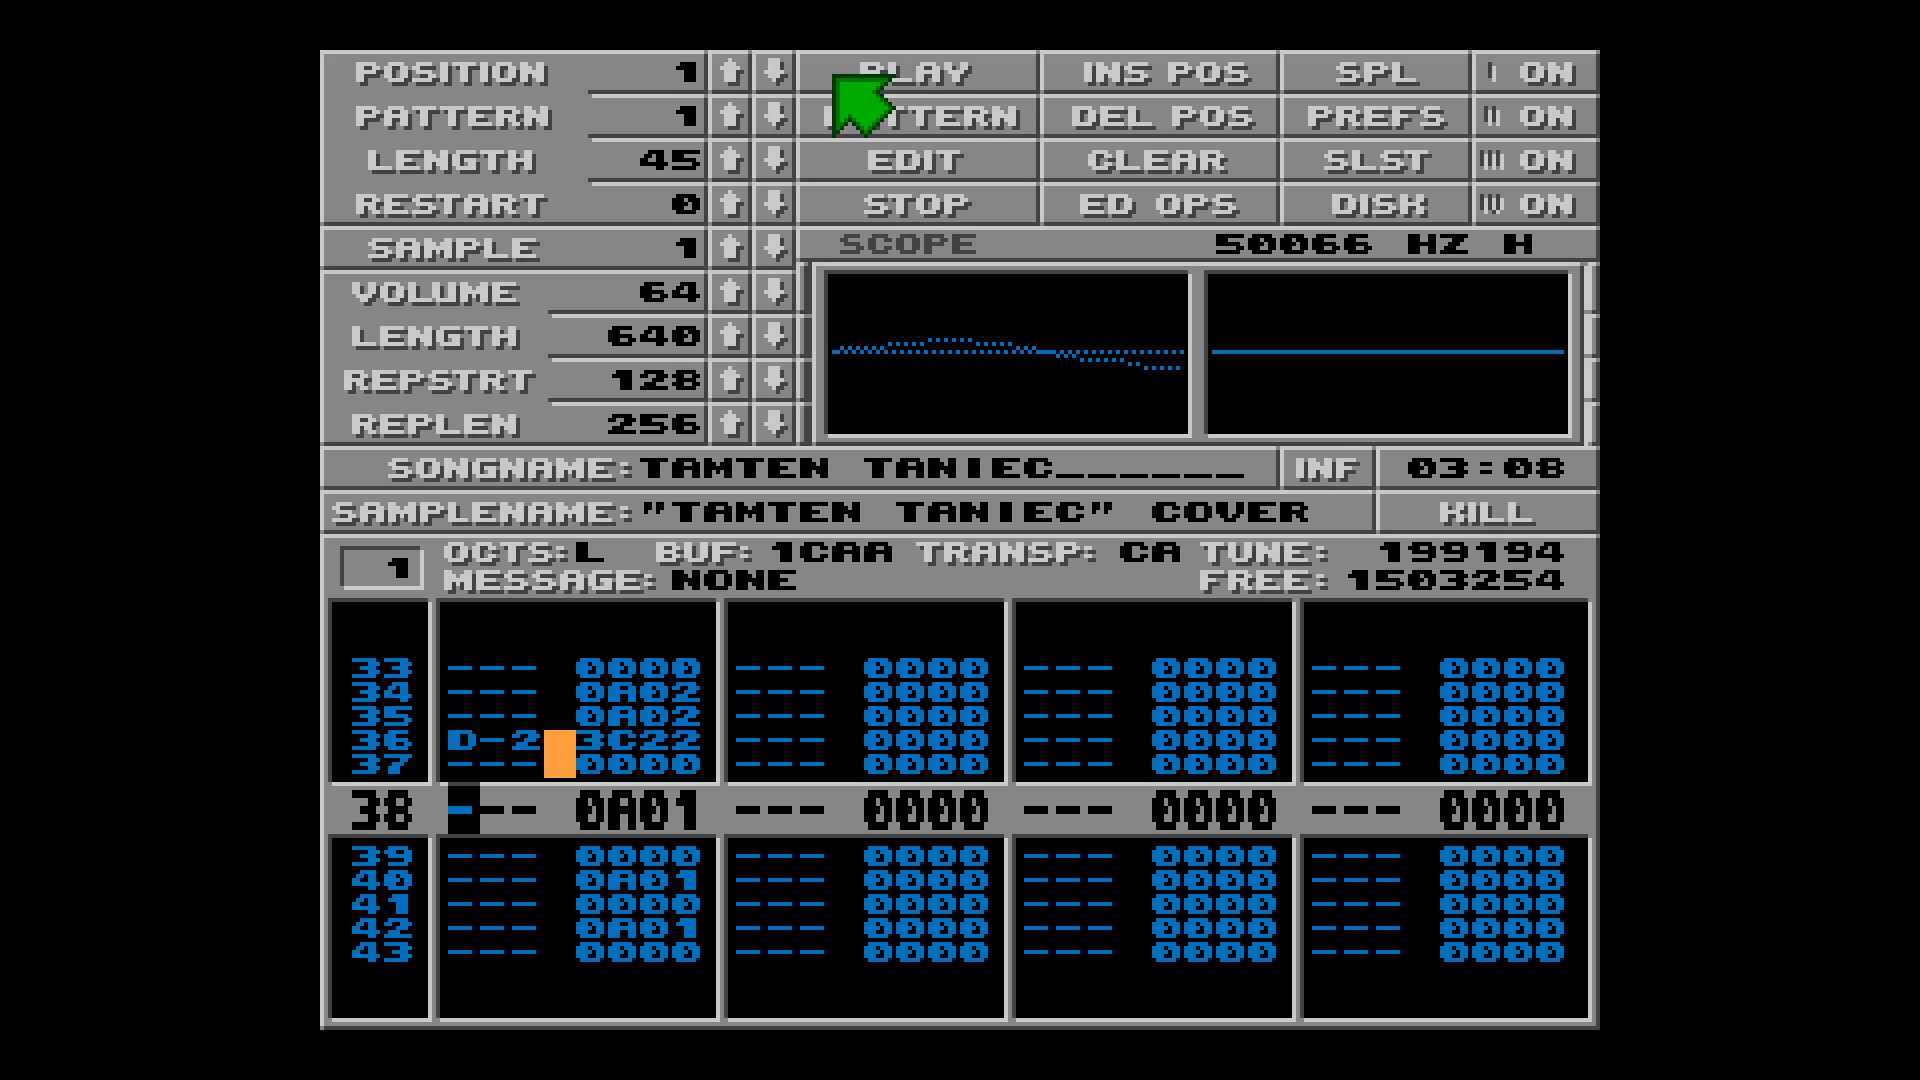 POSITION 1 PLAY INS POS SPL I ON
PATTERN 1 PATTERN DEL POS PREFS II ON
LENGTH 45 EDIT CLEAR SLST III ON
RESTART 0 STOP ED OPS DISK IV ON
SAMPLE 1 SCOPE 50066 HZ H
VOLUME 64
LENGTH 640
REPSTRT 128
REPLEN 256
SONGNAME:TAMTEN TANIEC______ INF 03:08
SAMPLENAME:"TAMTEN TANIEC" COVER KILL
1 OCTS:L BUF: 1CAA TRANSP: CA TUNE: 199194
MESSAGE:NONE FREE: 1503254
33 --- 0000 --- 0000 --- 0000 --- 0000
34 --- 0A02 --- 0000 --- 0000 --- 0000
35 --- 0A02 --- 0000 --- 0000 --- 0000
36 D-2 3C22 --- 0000 --- 0000 --- 0000
37 --- 0000 --- 0000 --- 0000 --- 0000
38 --- 0A01 --- 0000 --- 0000 --- 0000
39 --- 0000 --- 0000 --- 0000 --- 0000
40 --- 0A01 --- 0000 --- 0000 --- 0000
41 --- 0000 --- 0000 --- 0000 --- 0000
42 --- 0A01 --- 0000 --- 0000 --- 0000
43 --- 0000 --- 0000 --- 0000 --- 0000